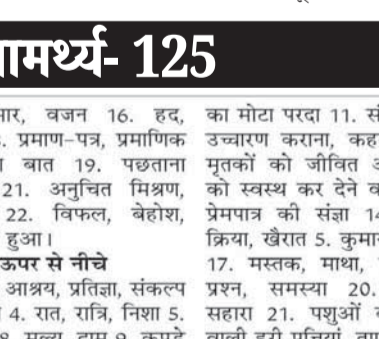 ामर्थ्य- 125
ार, वजन 16. हद,
. प्रमाण-पत्र, प्रमाणिक
बात 19. पछताना
21. अनुचित मिश्रण,
22. विफल, बेहोश,
हुआ।
ऊपर से नीचे
आश्रय, प्रतिज्ञा, संकल्प
4. रात, रात्रि, निशा 5.
का मोटा परदा 11.
उच्चारण कराना,
मृतकों को जीवित
को स्वस्थ कर देने
प्रेमपत्र की संज्ञा
क्रिया, खैरात 5.
17. मस्तक, माथा,
प्रश्न, समस्या 20.
सहारा 21. पशुओं